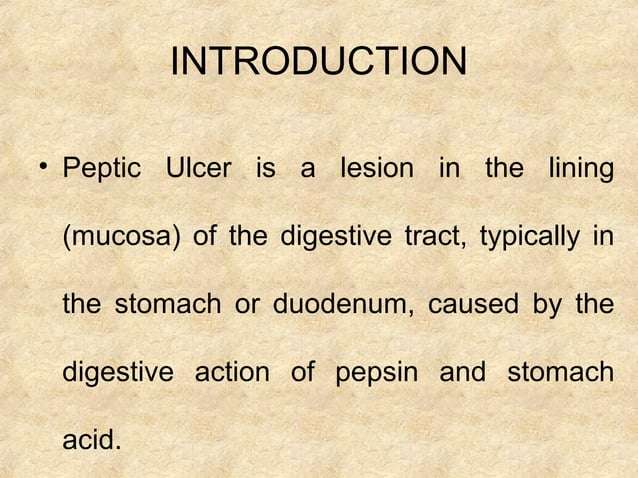 INTRODUCTION
• Peptic Ulcer is a lesion in the lining
(mucosa) of the digestive tract, typically in
the stomach or duodenum, caused by the
digestive action of pepsin and stomach
acid.